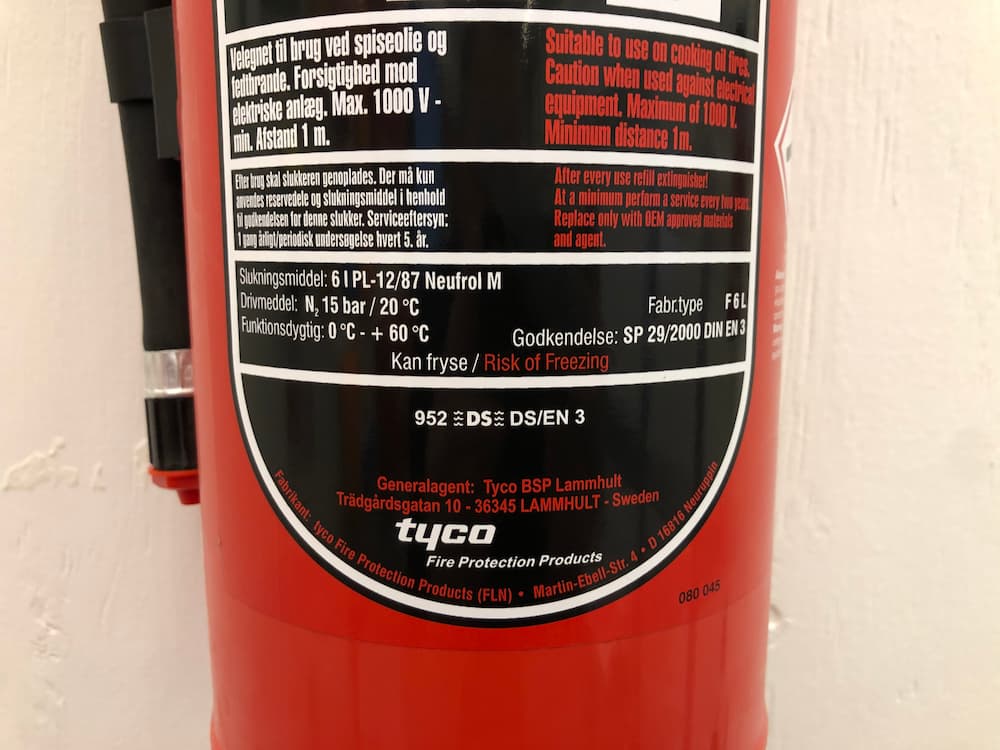 Velegnet til brug ved spiseolie og
fedtbrande. Forsigtighed mod
elektriske anlæg. Max. 1000 V -
min. Afstand 1 m.
Suitable to use on cooking oil fires.
Caution when used against electrical
equipment. Maximum of 1000 V.
Minimum distance 1m.
Efter brug skal slukkeren genoplades. Der må kun
anvendes reservedele og slukningsmiddel i henhold
til godkendelsen for denne slukker. Serviceeftersyn:
1 gang årligt/periodisk undersøgelse hvert 5. år.
After every use refill extinguisher!
At a minimum perform a service every two years.
Replace only with OEM approved materials
and agent.
Slukningsmiddel: 6 l PL-12/87 Neufrol M
Drivmeddel: N₂ 15 bar / 20 °C
Fabr.type F 6 L
Funktionsdygtig: 0 °C - + 60 °C
Godkendelse: SP 29/2000 DIN EN 3
Kan fryse / Risk of Freezing
952 DS DS/EN 3
Generalagent: Tyco BSP Lammhult
Trädgårdsgatan 10 - 36345 LAMMHULT - Sweden
tyco
Fire Protection Products
Fabrikant: tyco Fire Protection Products (FLN) • Martin-Ebell-Str. 4 • D 16816 Neuruppin
080 045